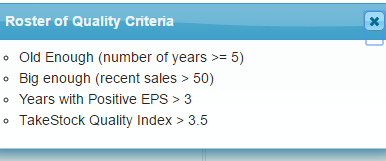 Roster of Quality Criteria
Old Enough (number of years >= 5)
Big enough (recent sales > 50)
Years with Positive EPS > 3
TakeStock Quality Index > 3.5